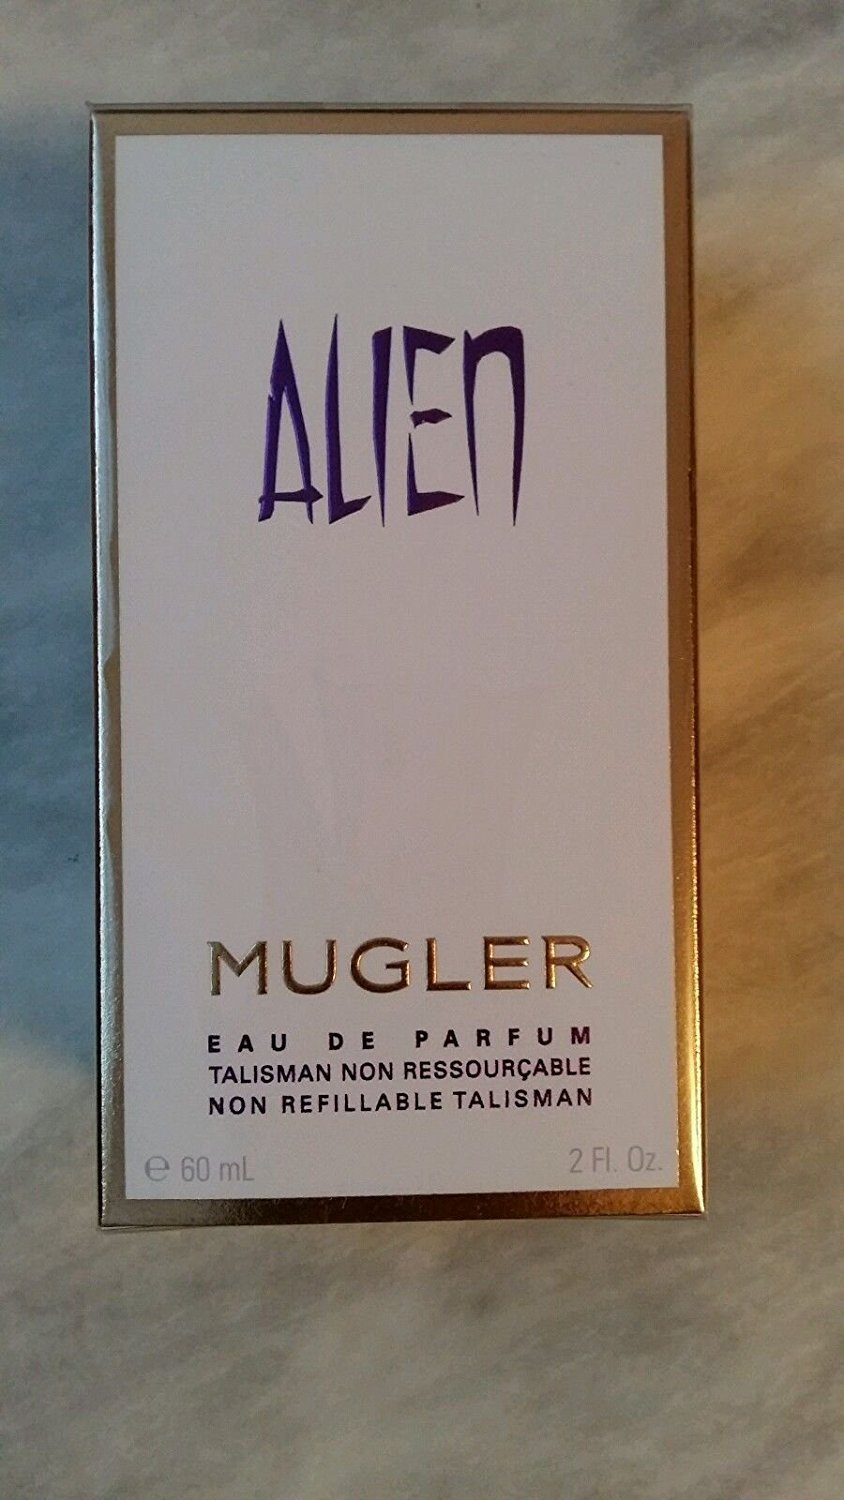 ALIEN
MUGLER
EAU DE PARFUM
TALISMAN NON RESSOURÇABLE
NON REFILLABLE TALISMAN
℮ 60 mL 2 Fl. Oz.